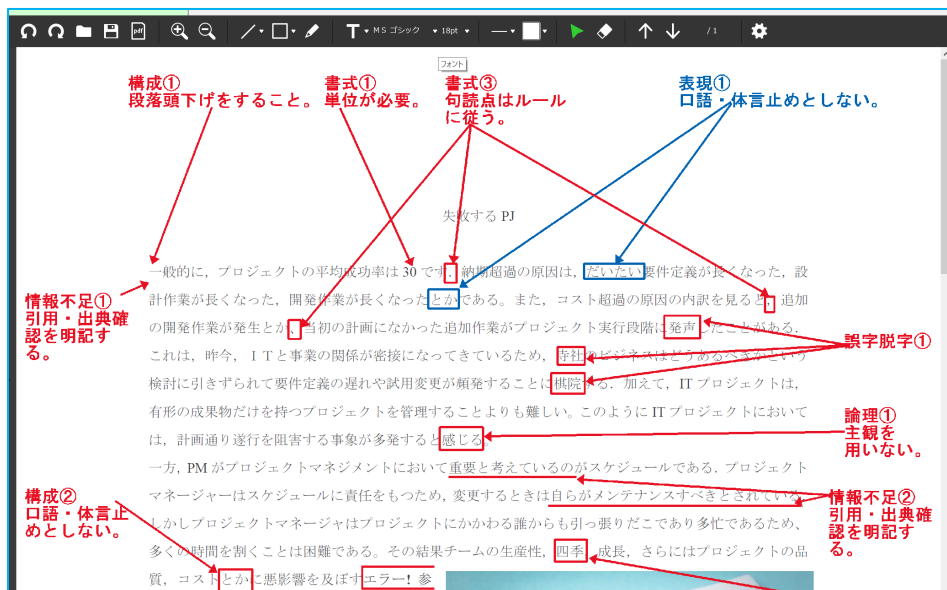 pdf
T MS ゴシック 18pt
/ 1
フォント
構成①
段落頭下げをすること。
書式①
単位が必要。
書式③
句読点はルール
に従う。
表現①
口語・体言止めとしない。
失敗する PJ
一般的に，プロジェクトの平均成功率は 30 です．納期超過の原因は，だいたい要件定義が長くなった，設
計作業が長くなった，開発作業が長くなったとかである。また，コスト超過の原因の内訳を見ると，追加
の開発作業が発生とか、当初の計画になかった追加作業がプロジェクト実行段階に発声したことがある．
これは，昨今，ＩＴと事業の関係が密接になってきているため，寺社のビジネスはどうあるべきかという
検討に引きずられて要件定義の遅れや試用変更が頻発することに棋院する．加えて，IT プロジェクトは，
有形の成果物だけを持つプロジェクトを管理することよりも難しい。このように IT プロジェクトにおいて
は，計画通り遂行を阻害する事象が多発すると感じる。
一方，PM がプロジェクトマネジメントにおいて重要と考えているのがスケジュールである．プロジェクト
マネージャーはスケジュールに責任をもつため，変更するときは自らがメンテナンスすべきとされている．
しかしプロジェクトマネージャはプロジェクトにかかわる誰からも引っ張りだこであり多忙であるため、
多くの時間を割くことは困難である。その結果チームの生産性，四季，成長，さらにはプロジェクトの品
質，コストとかに悪影響を及ぼすエラー! 参
情報不足①
引用・出典確
認を明記す
る。
誤字脱字①
論理①
主観を
用いない。
構成②
口語・体言止
めとしない。
情報不足②
引用・出典確
認を明記す
る。